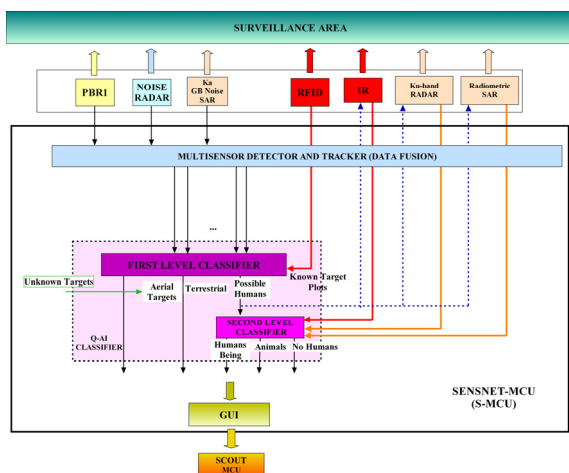 SURVEILLANCE AREA
PBR1
NOISE
RADAR
Ka
GB Noise
SAR
RFID
IR
Ku-band
RADAR
Radiometric
SAR
MULTISENSOR DETECTOR AND TRACKER (DATA FUSION)
...
FIRST LEVEL CLASSIFIER
Known Target
Plots
Unknown Targets
Aerial
Targets
Terrestrial
Possible
Humans
Q-AI
CLASSIFIER
SECOND LEVEL
CLASSIFIER
Humans
Being
Animals
No Humans
SENSNET-MCU
(S-MCU)
GUI
SCOUT
MCU